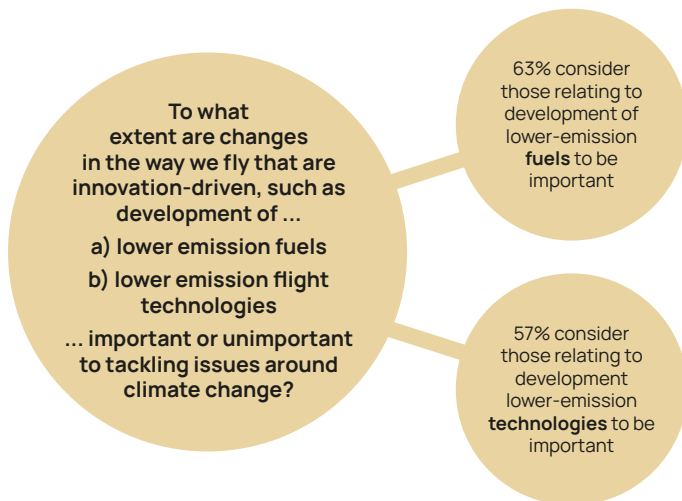 To what
extent are changes
in the way we fly that are
innovation-driven, such as
development of ...
a) lower emission fuels
b) lower emission flight
technologies
... important or unimportant
to tackling issues around
climate change?
63% consider
those relating to
development of
lower-emission
fuels to be
important
57% consider
those relating to
development
lower-emission
technologies to be
important